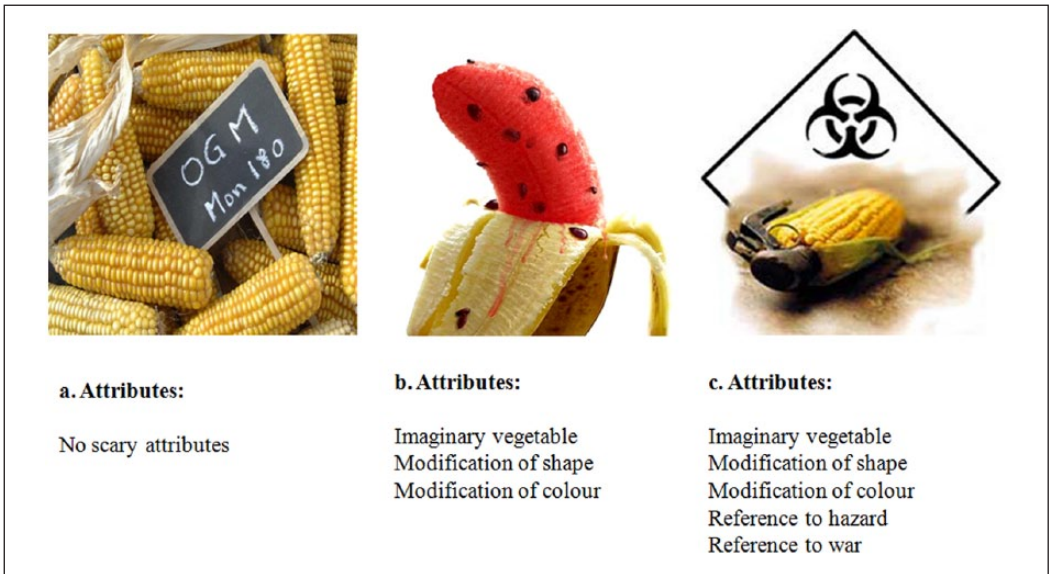 OGM
Mon 180
a. Attributes:
No scary attributes
b. Attributes:
Imaginary vegetable
Modification of shape
Modification of colour
c. Attributes:
Imaginary vegetable
Modification of shape
Modification of colour
Reference to hazard
Reference to war